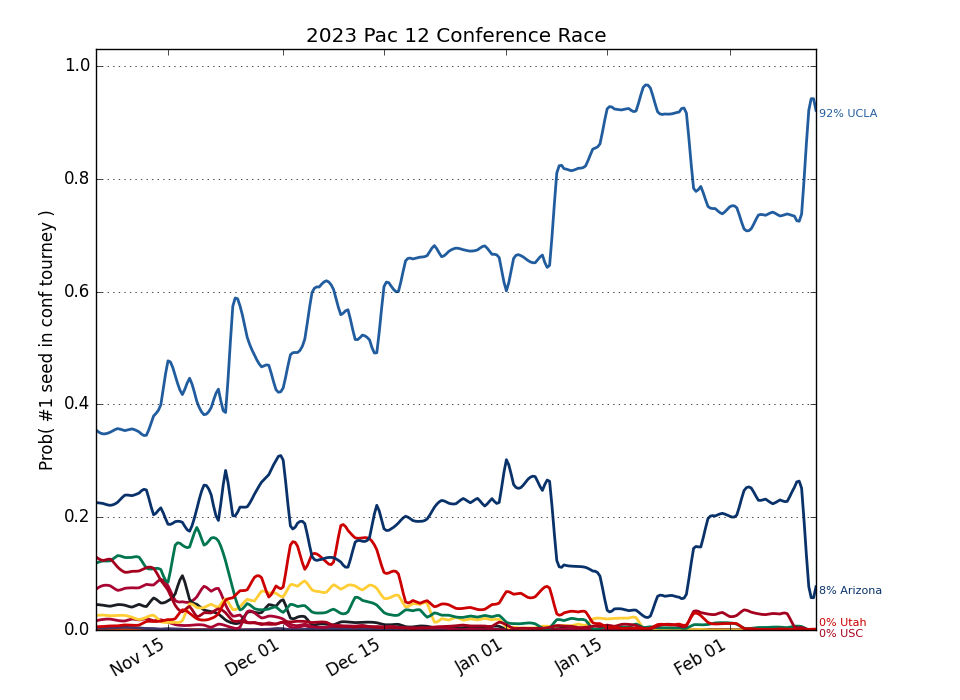 2023 Pac 12 Conference Race
Prob( #1 seed in conf tourney )
1.0
0.8
0.6
0.4
0.2
0.0
Nov 15
Dec 01
Dec 15
Jan 01
Jan 15
Feb 01
92% UCLA
8% Arizona
0% Utah
0% USC